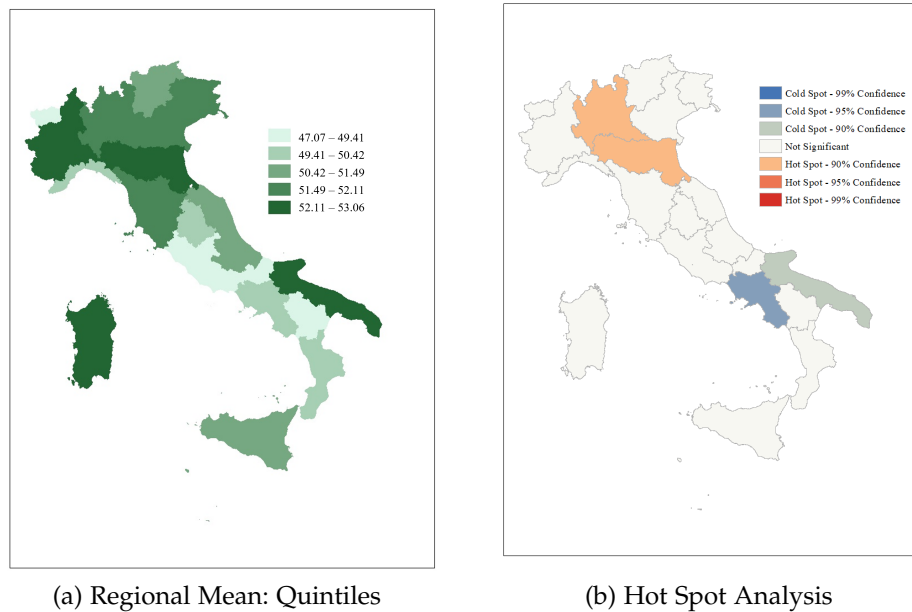 47.07 – 49.41
49.41 – 50.42
50.42 – 51.49
51.49 – 52.11
52.11 – 53.06
Cold Spot - 99% Confidence
Cold Spot - 95% Confidence
Cold Spot - 90% Confidence
Not Significant
Hot Spot - 90% Confidence
Hot Spot - 95% Confidence
Hot Spot - 99% Confidence
(a) Regional Mean: Quintiles
(b) Hot Spot Analysis